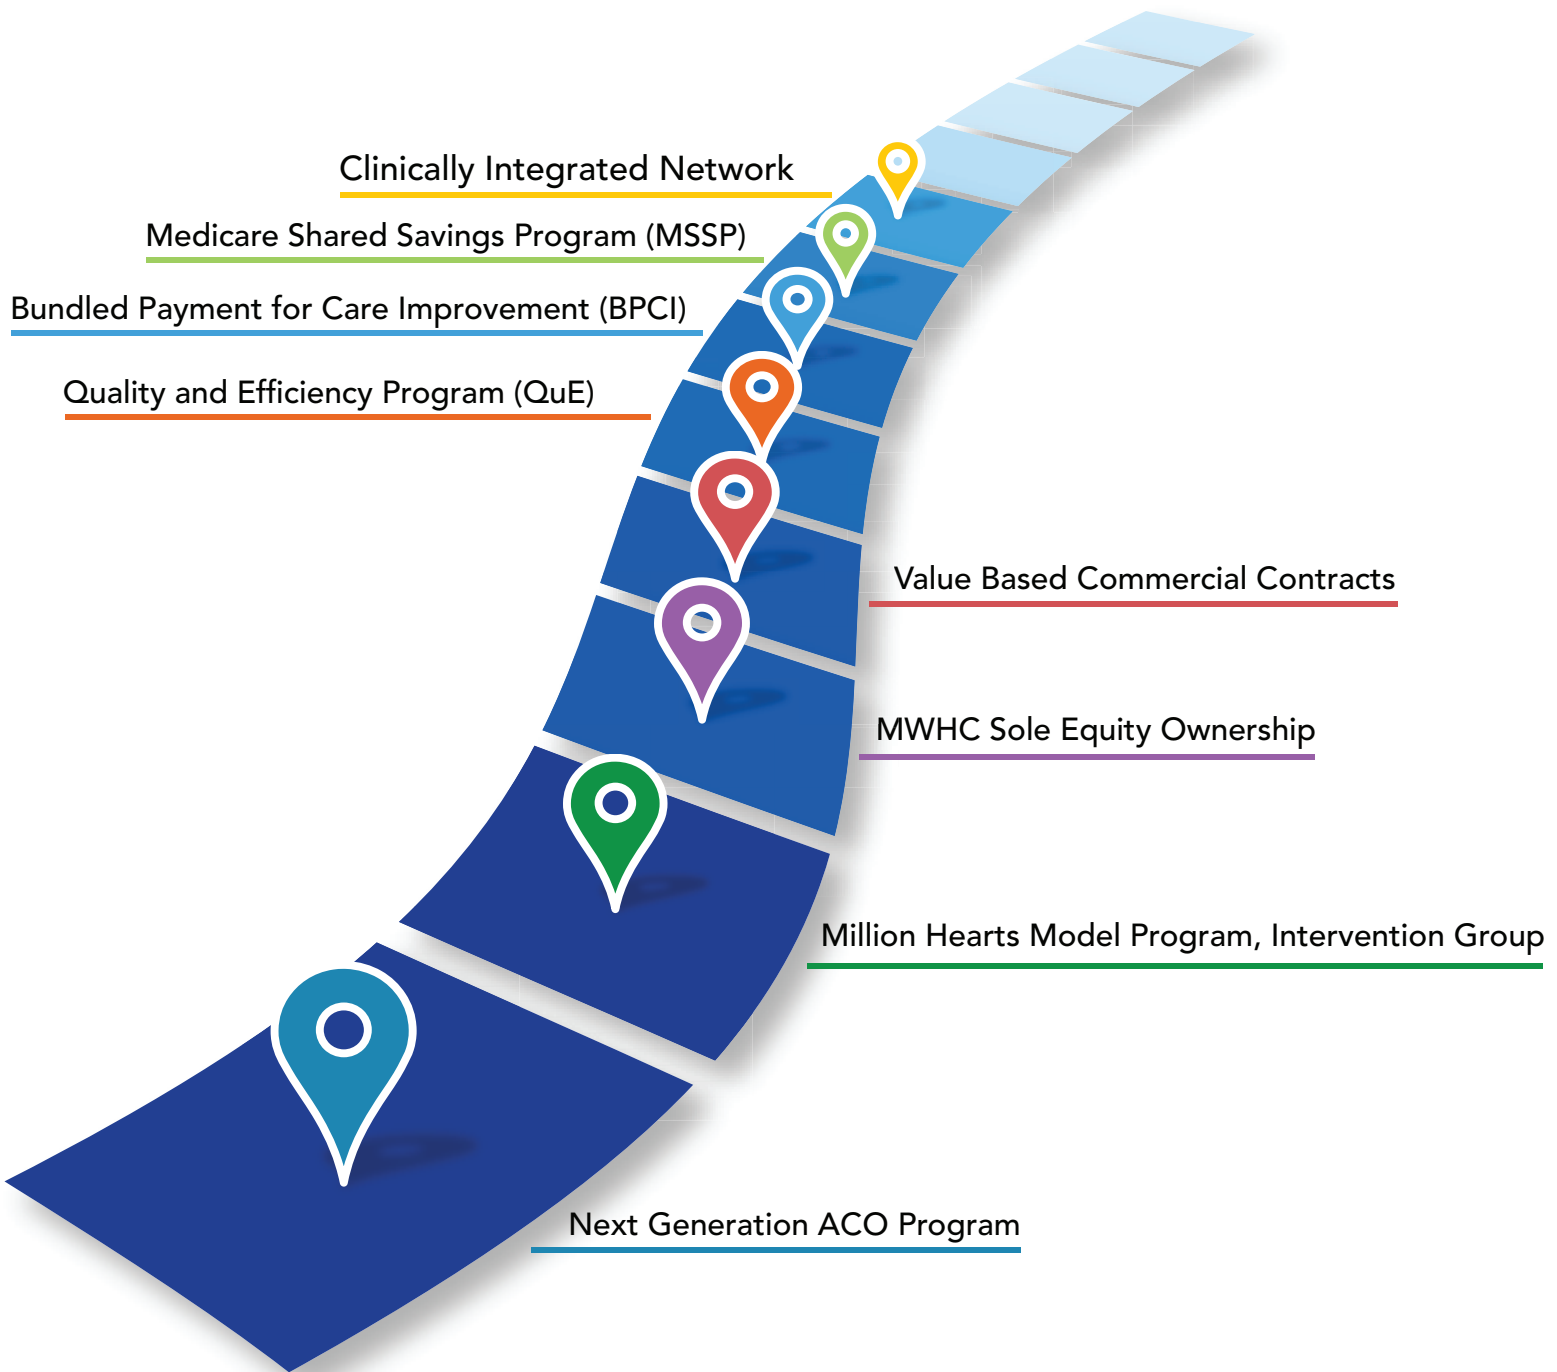 Clinically Integrated Network
Medicare Shared Savings Program (MSSP)
Bundled Payment for Care Improvement (BPCI)
Quality and Efficiency Program (QuE)
Value Based Commercial Contracts
MWHC Sole Equity Ownership
Million Hearts Model Program, Intervention Group
Next Generation ACO Program